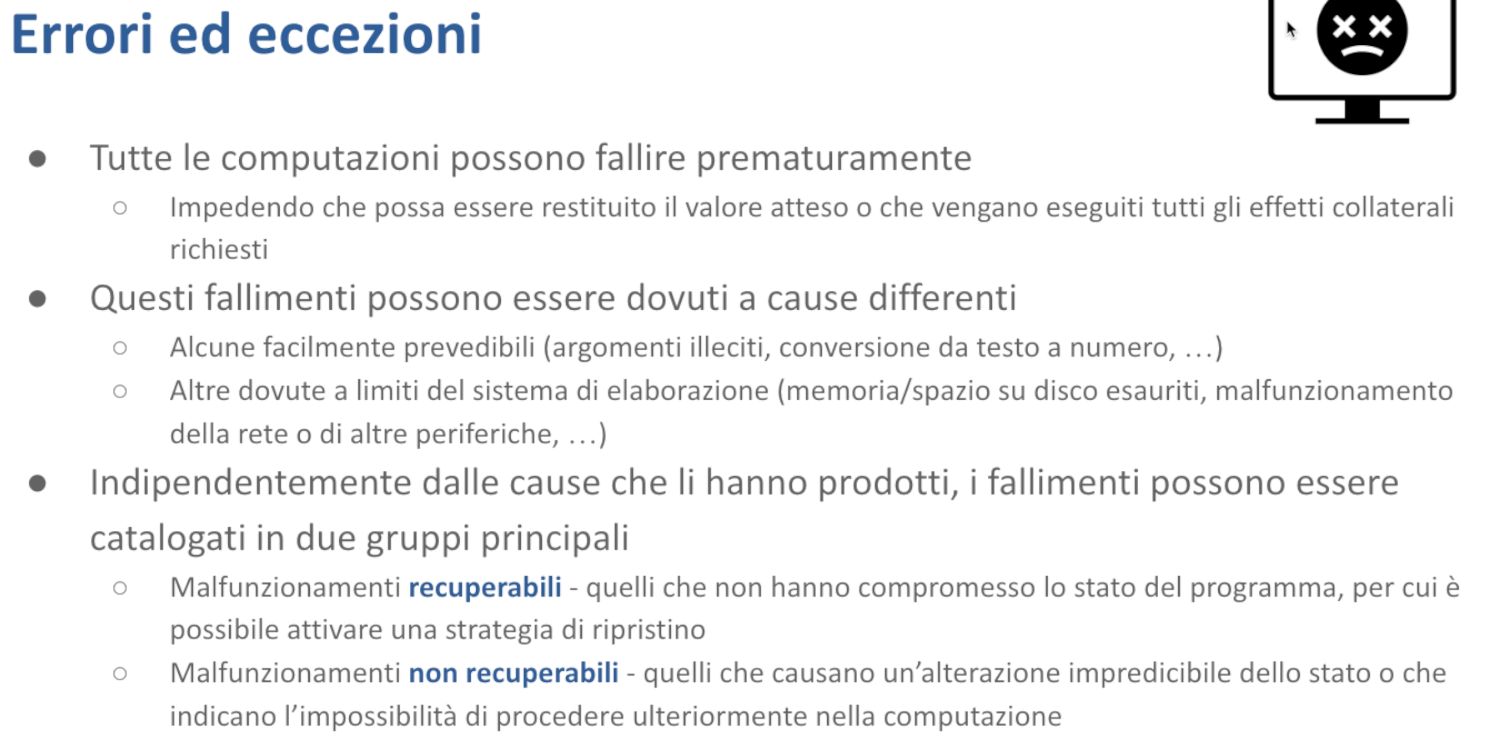 Errori ed eccezioni
● Tutte le computazioni possono fallire prematuramente
○ Impedendo che possa essere restituito il valore atteso o che vengano eseguiti tutti gli effetti collaterali
richiesti
● Questi fallimenti possono essere dovuti a cause differenti
○ Alcune facilmente prevedibili (argomenti illeciti, conversione da testo a numero, …)
○ Altre dovute a limiti del sistema di elaborazione (memoria/spazio su disco esauriti, malfunzionamento
della rete o di altre periferiche, …)
● Indipendentemente dalle cause che li hanno prodotti, i fallimenti possono essere
catalogati in due gruppi principali
○ Malfunzionamenti recuperabili - quelli che non hanno compromesso lo stato del programma, per cui è
possibile attivare una strategia di ripristino
○ Malfunzionamenti non recuperabili - quelli che causano un’alterazione impredicibile dello stato o che
indicano l’impossibilità di procedere ulteriormente nella computazione